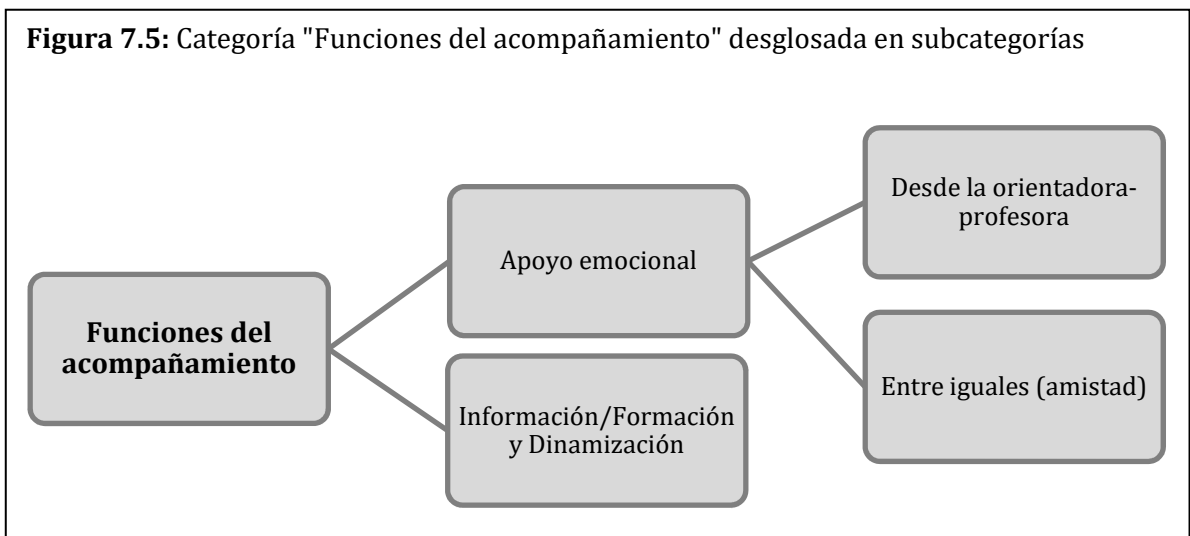 Figura 7.5: Categoría "Funciones del acompañamiento" desglosada en subcategorías
Funciones del
acompañamiento
Apoyo emocional
Información/Formación
y Dinamización
Desde la orientadora-
profesora
Entre iguales (amistad)